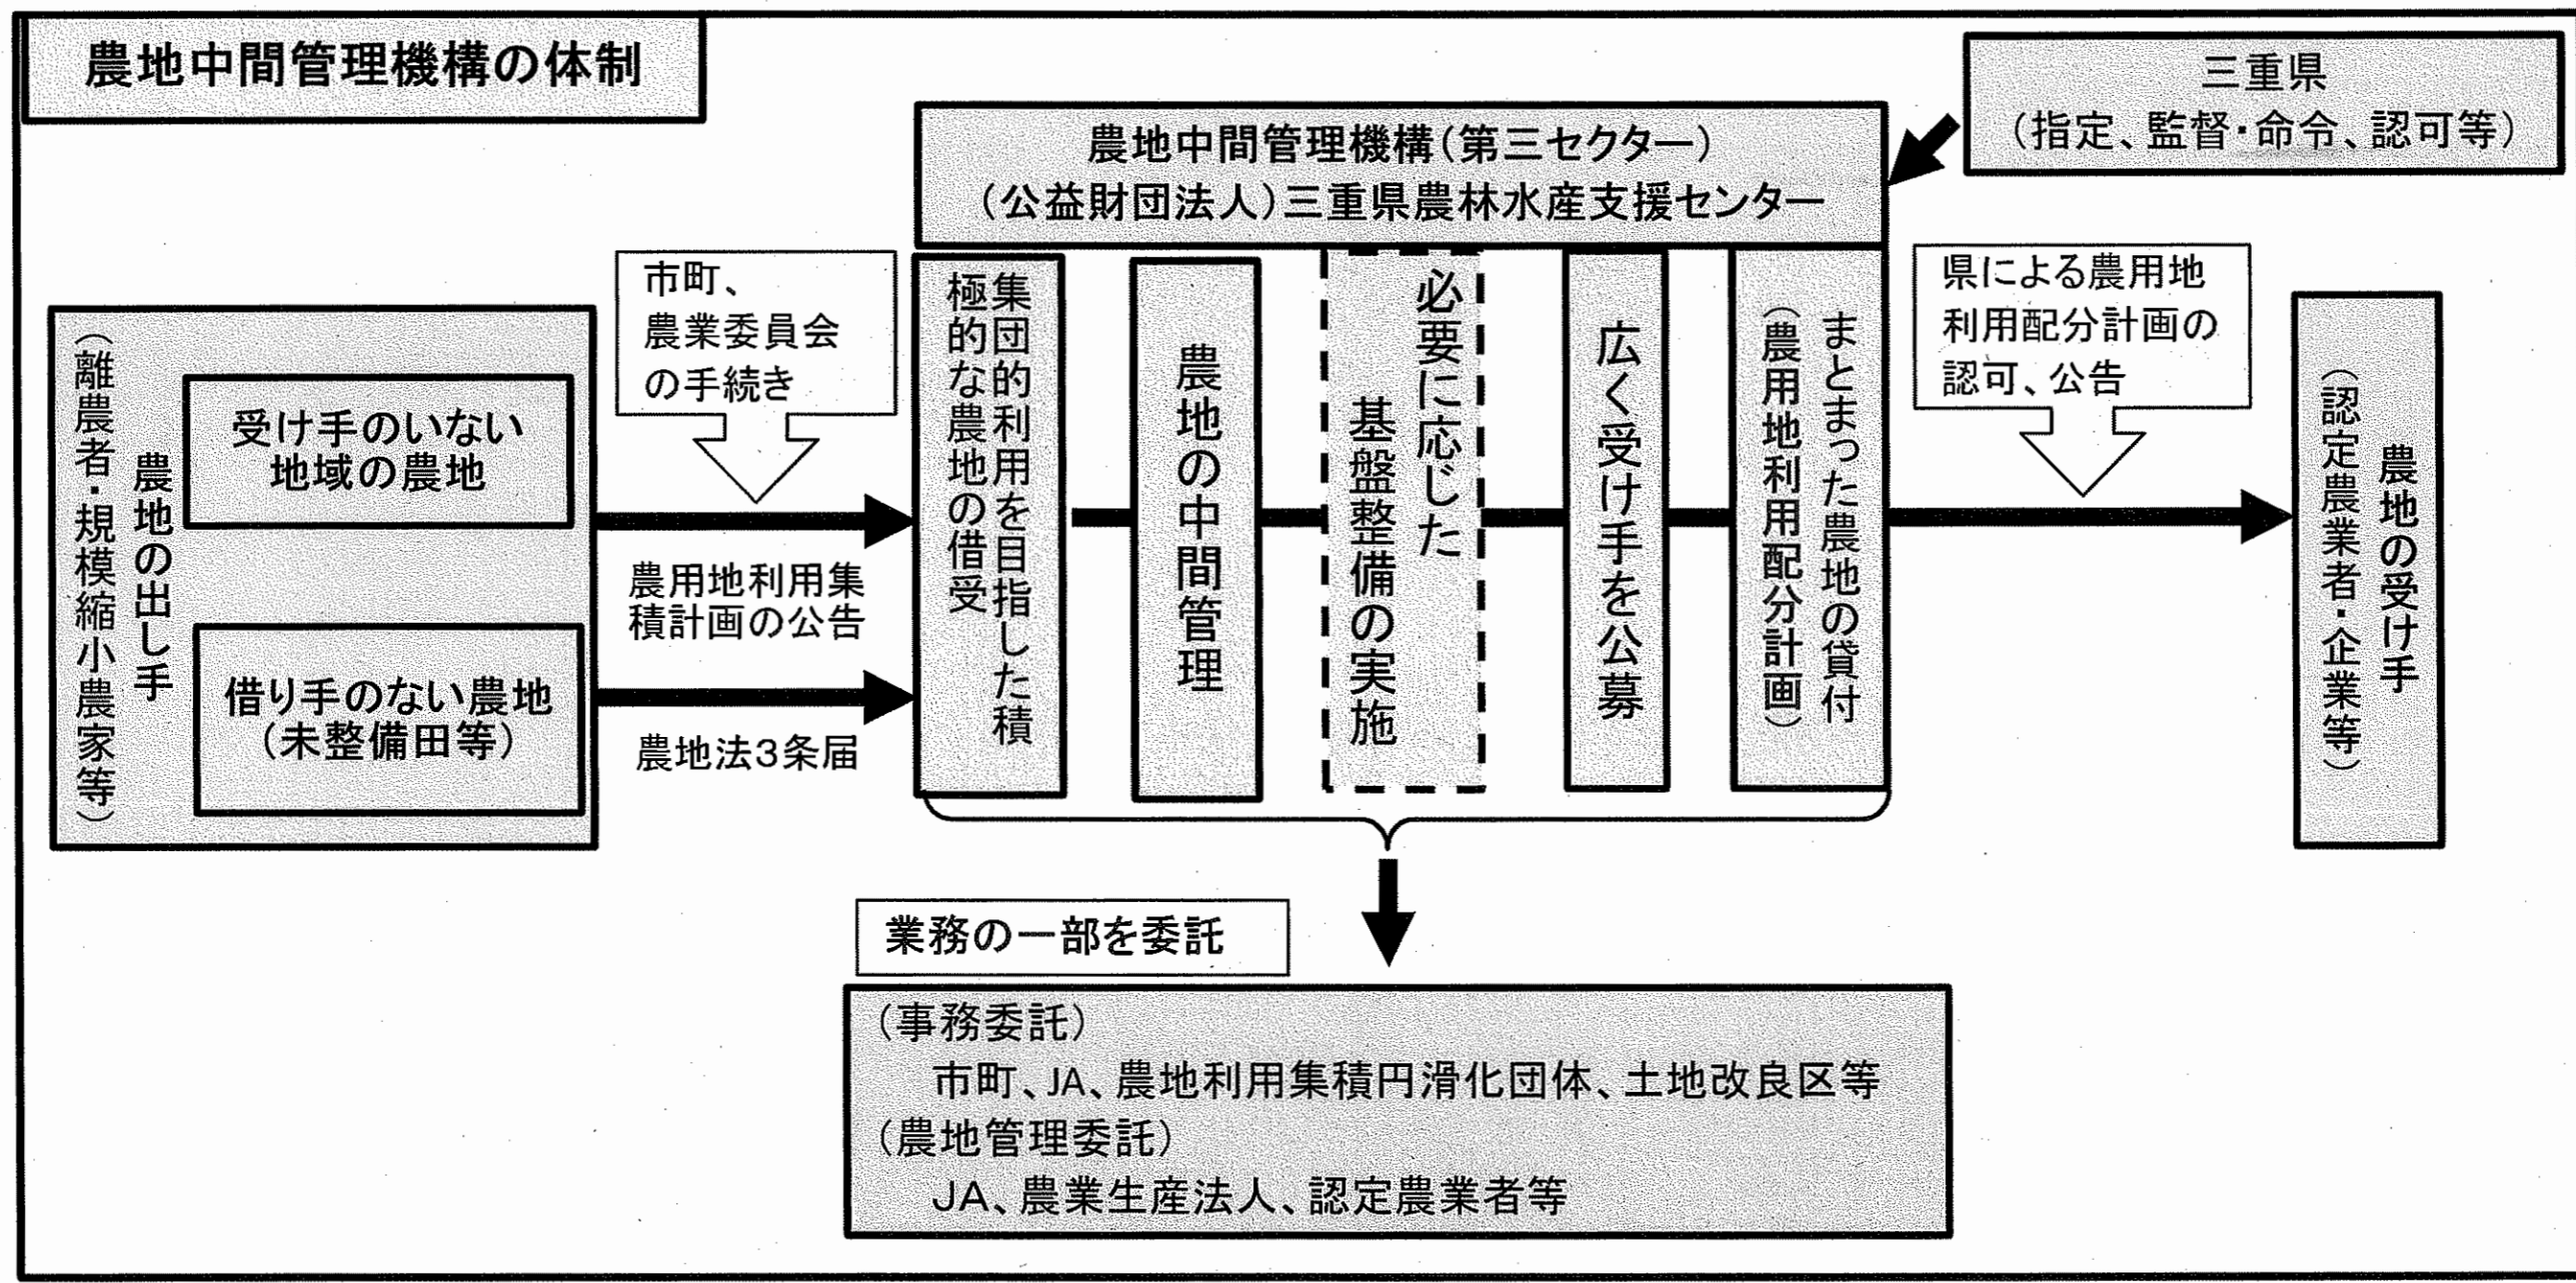 農地中間管理機構の体制
三重県
（指定、監督・命令、認可等）
農地中間管理機構（第三セクター）
（公益財団法人）三重県農林水産支援センター
農地の出し手
（離農者・規模縮小農家等）
受け手のいない
地域の農地
借り手のない農地
（未整備田等）
市町、
農業委員会
の手続き
農用地利用集
積計画の公告
農地法３条届
集団的利用を目指した積
極的な農地の借受
農地の中間管理
必要に応じた
基盤整備の実施
広く受け手を公募
まとまった農地の貸付
（農用地利用配分計画）
県による農用地
利用配分計画の
認可、公告
農地の受け手
（認定農業者・企業等）
業務の一部を委託
（事務委託）
市町、JA、農地利用集積円滑化団体、土地改良区等
（農地管理委託）
ＪＡ、農業生産法人、認定農業者等